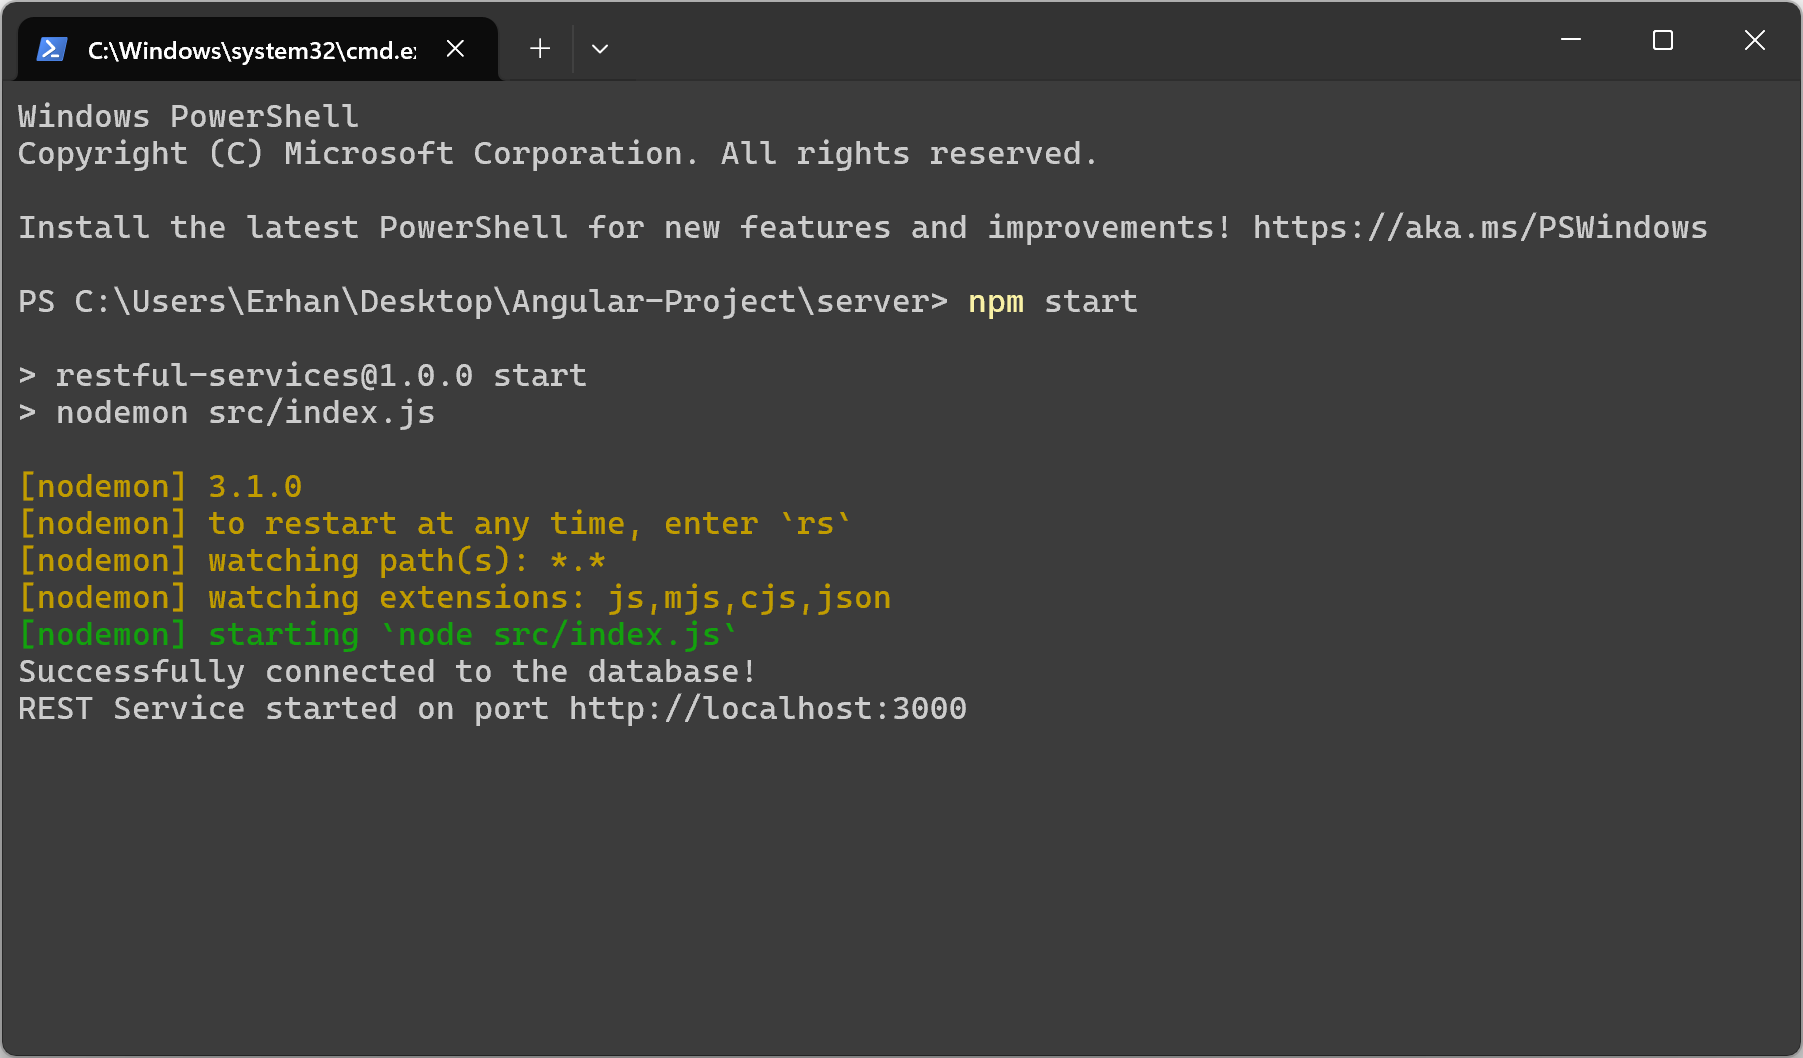 C:\Windows\system32\cmd.e
Windows PowerShell
Copyright (C) Microsoft Corporation. All rights reserved.
Install the latest PowerShell for new features and improvements! https://aka.ms/PSWindows
PS C:\Users\Erhan\Desktop\Angular-Project\server> npm start
> restful-services@1.0.0 start
> nodemon src/index.js
[nodemon] 3.1.0
[nodemon] to restart at any time, enter `rs`
[nodemon] watching path(s): *.*
[nodemon] watching extensions: js,mjs,cjs,json
[nodemon] starting `node src/index.js`
Successfully connected to the database!
REST Service started on port http://localhost:3000